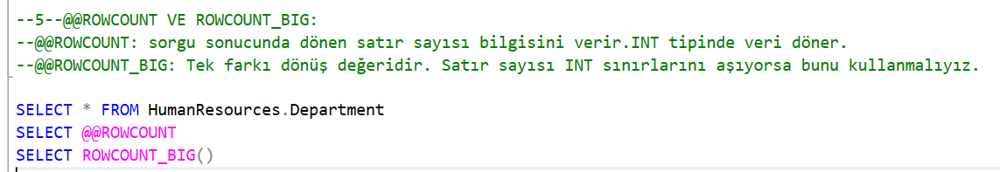 --5--@@ROWCOUNT VE ROWCOUNT_BIG:
--@@ROWCOUNT: sorgu sonucunda dönen satır sayısı bilgisini verir.INT tipinde veri döner.
--@@ROWCOUNT_BIG: Tek farkı dönüş değeridir. Satır sayısı INT sınırlarını aşıyorsa bunu kullanmalıyız.
SELECT * FROM HumanResources.Department
SELECT @@ROWCOUNT
SELECT ROWCOUNT_BIG()